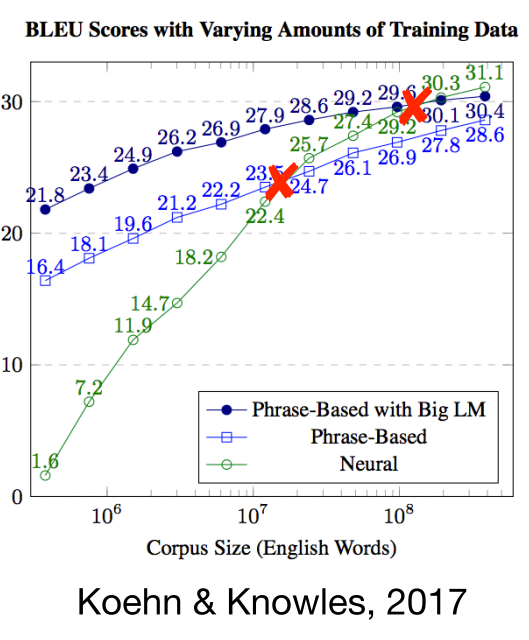 BLEU Scores with Varying Amounts of Training Data
30
20
10
0
21.8 23.4 24.9 26.2 26.9 27.9 28.6 29.2 29.6 30.1 30.4
16.4 18.1 19.6 21.2 22.2 24.7 26.1 26.9 27.8 28.6
1.6 7.2 11.9 14.7 18.2 22.4 25.7 27.4 29.2 30.3 31.1
Phrase-Based with Big LM
Phrase-Based
Neural
10⁶ 10⁷ 10⁸
Corpus Size (English Words)
Koehn & Knowles, 2017